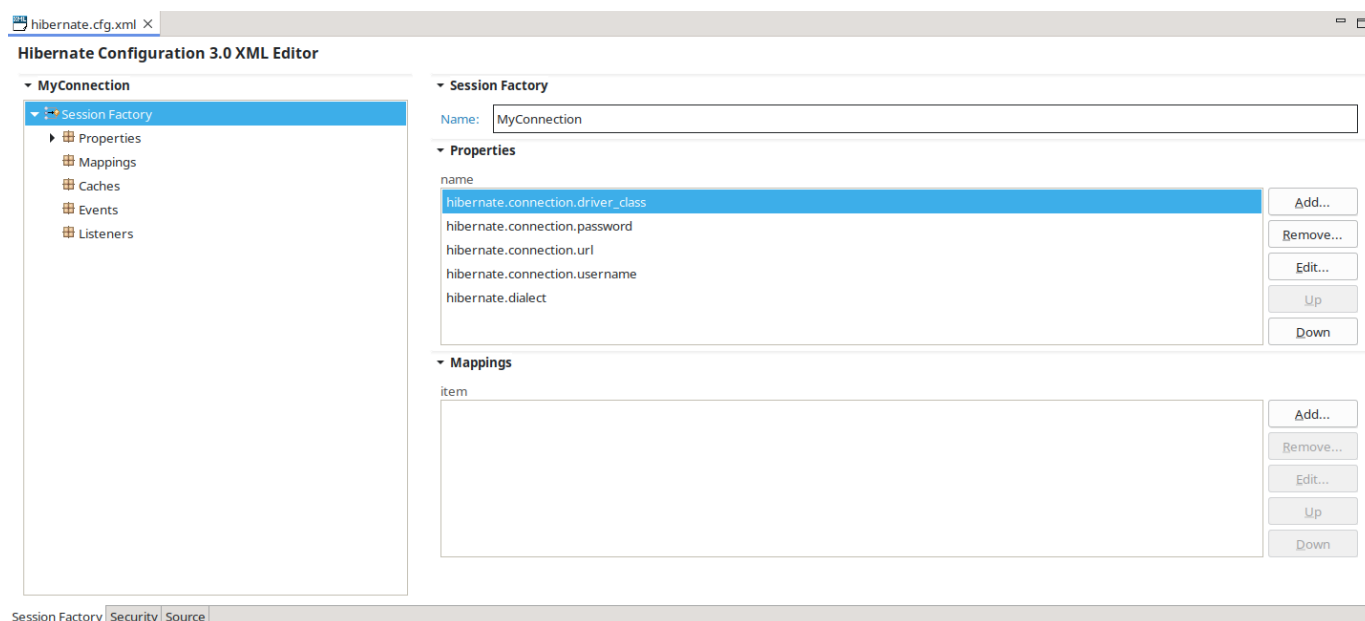 hibernate.cfg.xml
Hibernate Configuration 3.0 XML Editor
MyConnection
Session Factory
Properties
Mappings
Caches
Events
Listeners
Session Factory
Name: MyConnection
Properties
name
hibernate.connection.driver_class
hibernate.connection.password
hibernate.connection.url
hibernate.connection.username
hibernate.dialect
Add...
Remove...
Edit...
Up
Down
Mappings
item
Add...
Remove...
Edit...
Up
Down
Session Factory Security Source